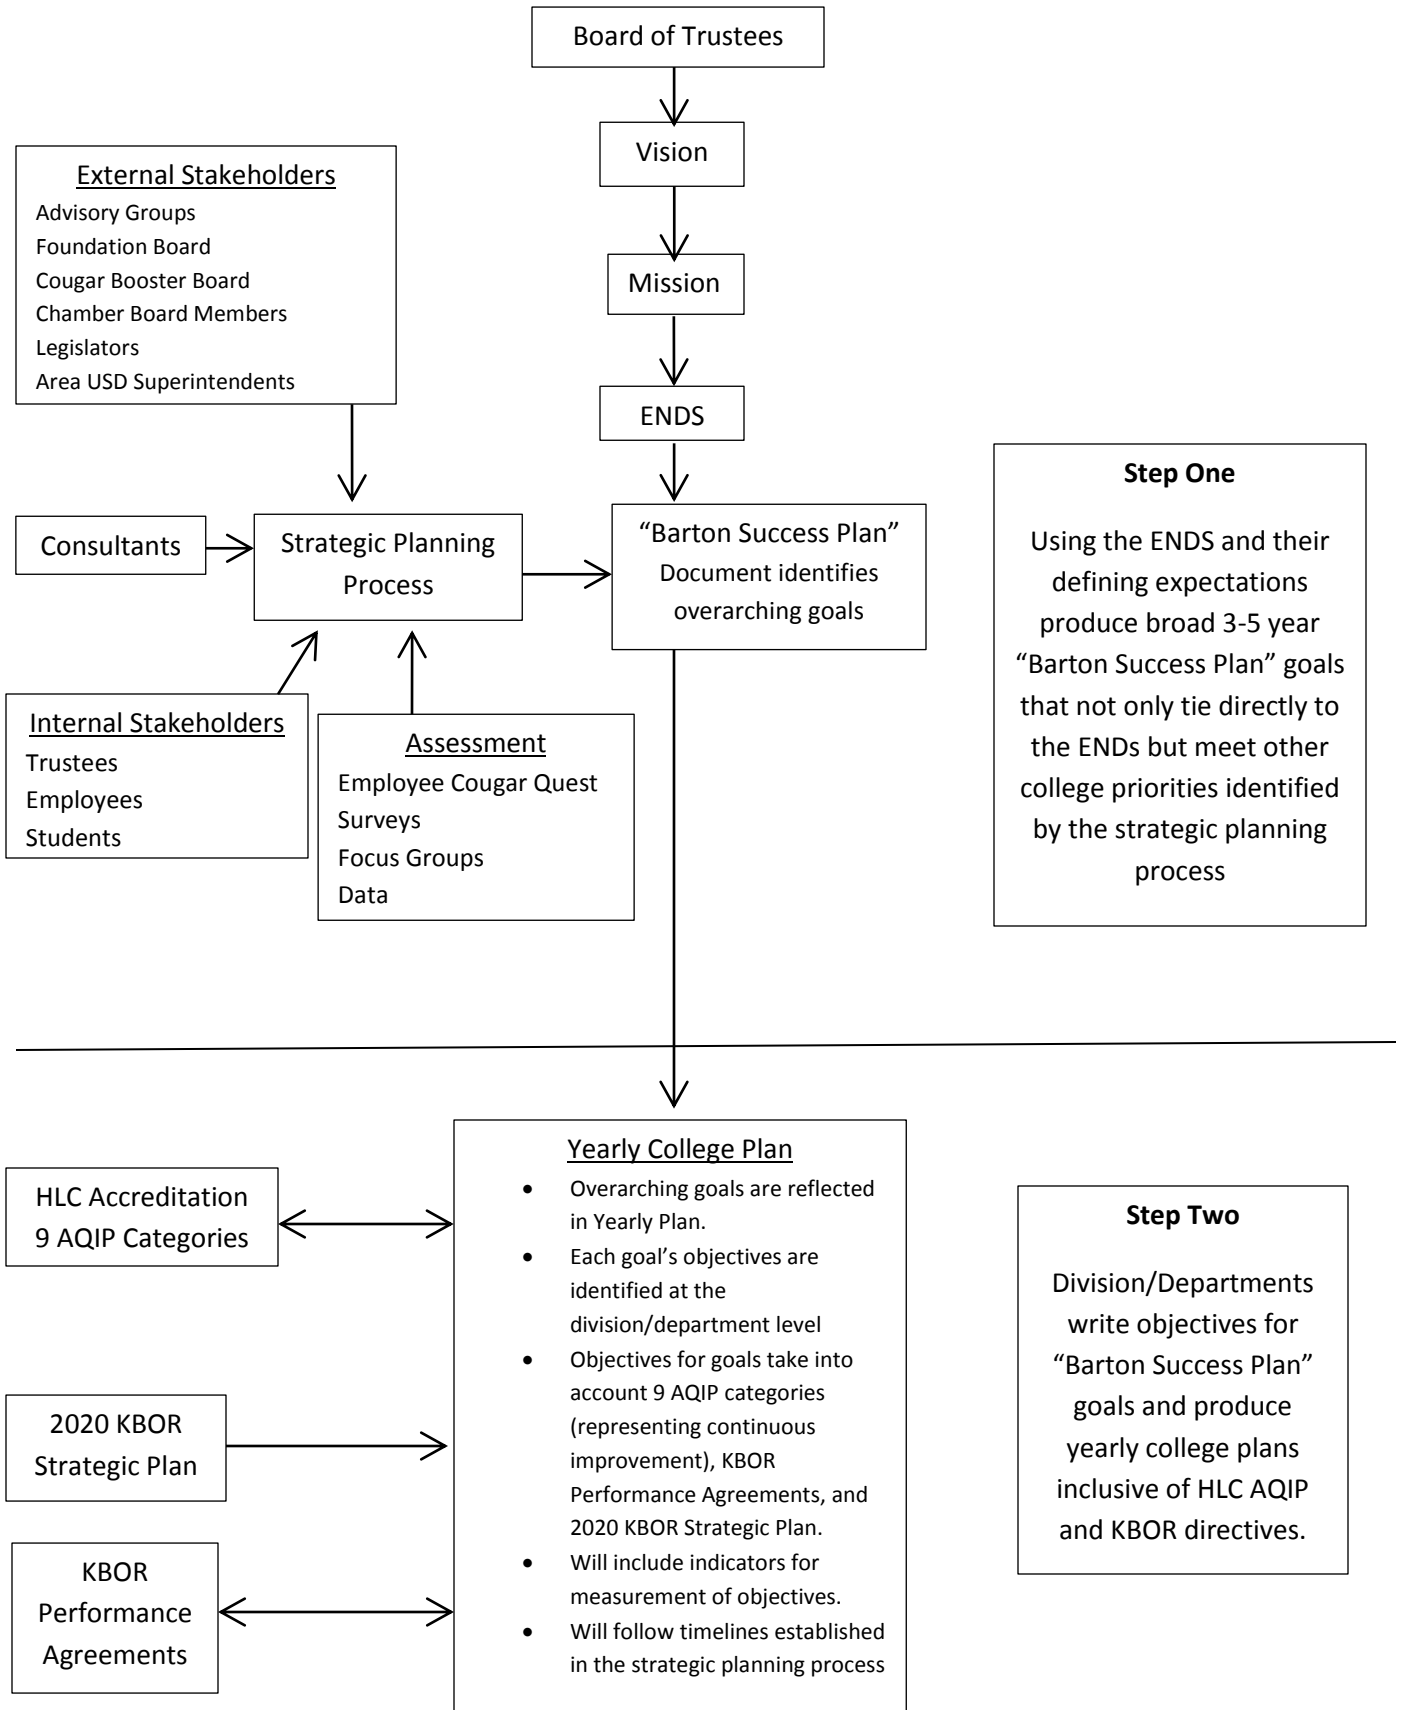 Board of Trustees
Vision
Mission
ENDS
External Stakeholders
Advisory Groups
Foundation Board
Cougar Booster Board
Chamber Board Members
Legislators
Area USD Superintendents
Consultants
Strategic Planning
Process
“Barton Success Plan”
Document identifies
overarching goals
Internal Stakeholders
Trustees
Employees
Students
Assessment
Employee Cougar Quest
Surveys
Focus Groups
Data
Step One
Using the ENDS and their
defining expectations
produce broad 3-5 year
“Barton Success Plan” goals
that not only tie directly to
the ENDs but meet other
college priorities identified
by the strategic planning
process
HLC Accreditation
9 AQIP Categories
2020 KBOR
Strategic Plan
KBOR
Performance
Agreements
Yearly College Plan
• Overarching goals are reflected
in Yearly Plan.
• Each goal’s objectives are
identified at the
division/department level
• Objectives for goals take into
account 9 AQIP categories
(representing continuous
improvement), KBOR
Performance Agreements, and
2020 KBOR Strategic Plan.
• Will include indicators for
measurement of objectives.
• Will follow timelines established
in the strategic planning process
Step Two
Division/Departments
write objectives for
“Barton Success Plan”
goals and produce
yearly college plans
inclusive of HLC AQIP
and KBOR directives.